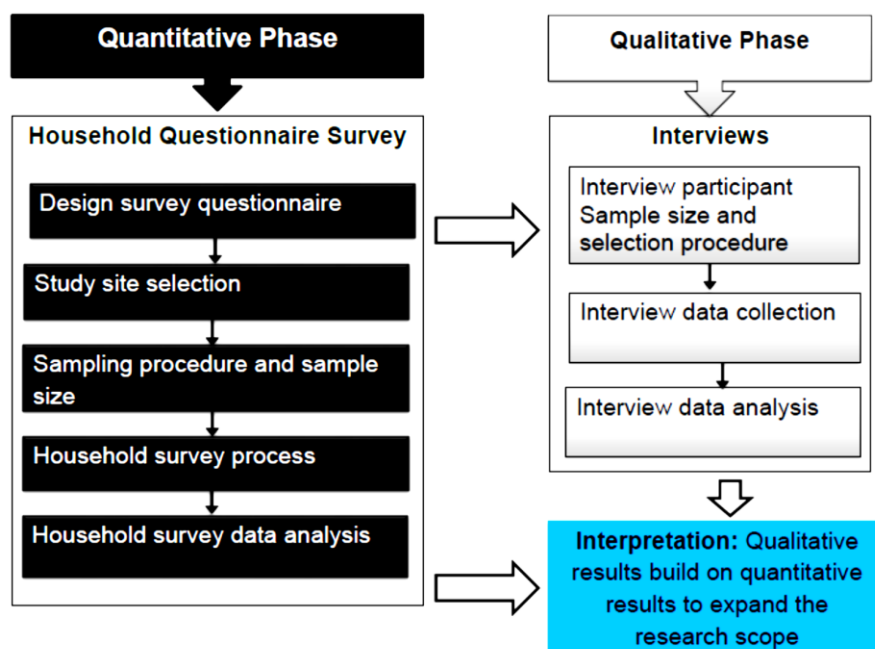 Quantitative Phase
Household Questionnaire Survey
Design survey questionnaire
Study site selection
Sampling procedure and sample
size
Household survey process
Household survey data analysis
Qualitative Phase
Interviews
Interview participant
Sample size and
selection procedure
Interview data collection
Interview data analysis
Interpretation: Qualitative
results build on quantitative
results to expand the
research scope